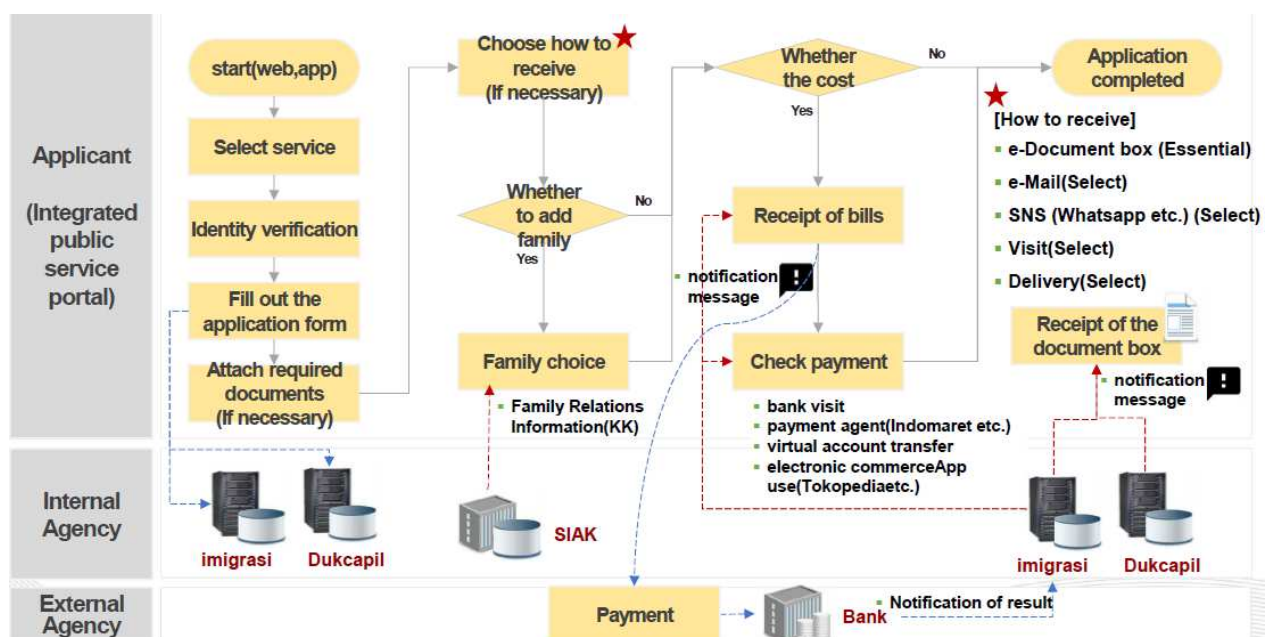 Applicant
(Integrated
public
service
portal)
start(web,app)
Select service
Identity verification
Fill out the
application form
Attach required
documents
(If necessary)
Choose how to
receive
(If necessary)
Whether
to add
family
No
Yes
Family choice
▪ Family Relations
Information(KK)
Whether
the cost
No
Yes
Receipt of bills
▪ notification
message
!
Check payment
▪ bank visit
▪ payment agent(Indomaret etc.)
▪ virtual account transfer
▪ electronic commerceApp
use(Tokopediaetc.)
Application
completed
[How to receive]
▪ e-Document box (Essential)
▪ e-Mail(Select)
▪ SNS (Whatsapp etc.) (Select)
▪ Visit(Select)
▪ Delivery(Select)
Receipt of the
document box
▪ notification
message
!
Internal
Agency
imigrasi
Dukcapil
SIAK
imigrasi
Dukcapil
External
Agency
Payment
Bank
▪ Notification of result